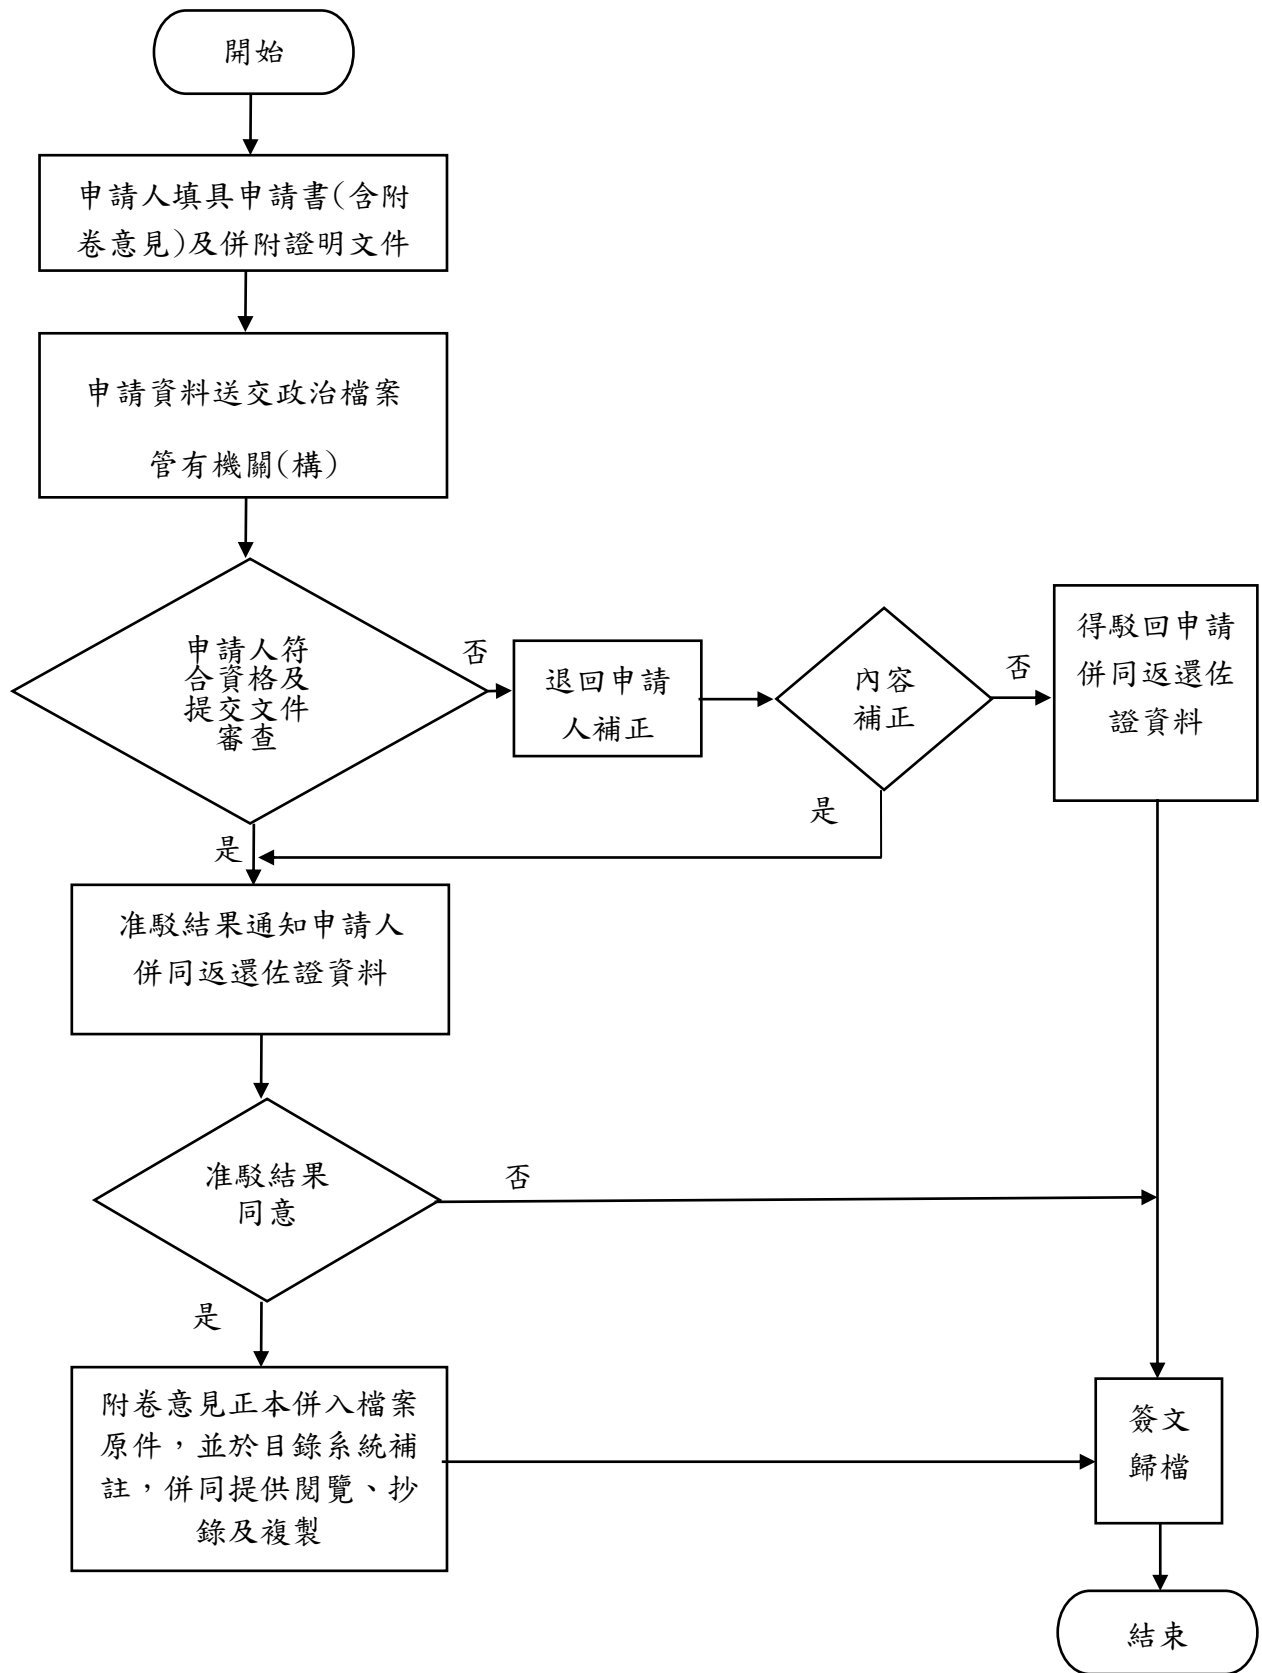 開始
申請人填具申請書(含附
卷意見)及併附證明文件
申請資料送交政治檔案
管有機關(構)
申請人符
合資格及
提交文件
審查
否
退回申請
人補正
內容
補正
否
得駁回申請
併同返還佐
證資料
是
是
准駁結果通知申請人
併同返還佐證資料
准駁結果
同意
否
是
附卷意見正本併入檔案
原件，並於目錄系統補
註，併同提供閱覽、抄
錄及複製
簽文
歸檔
結束